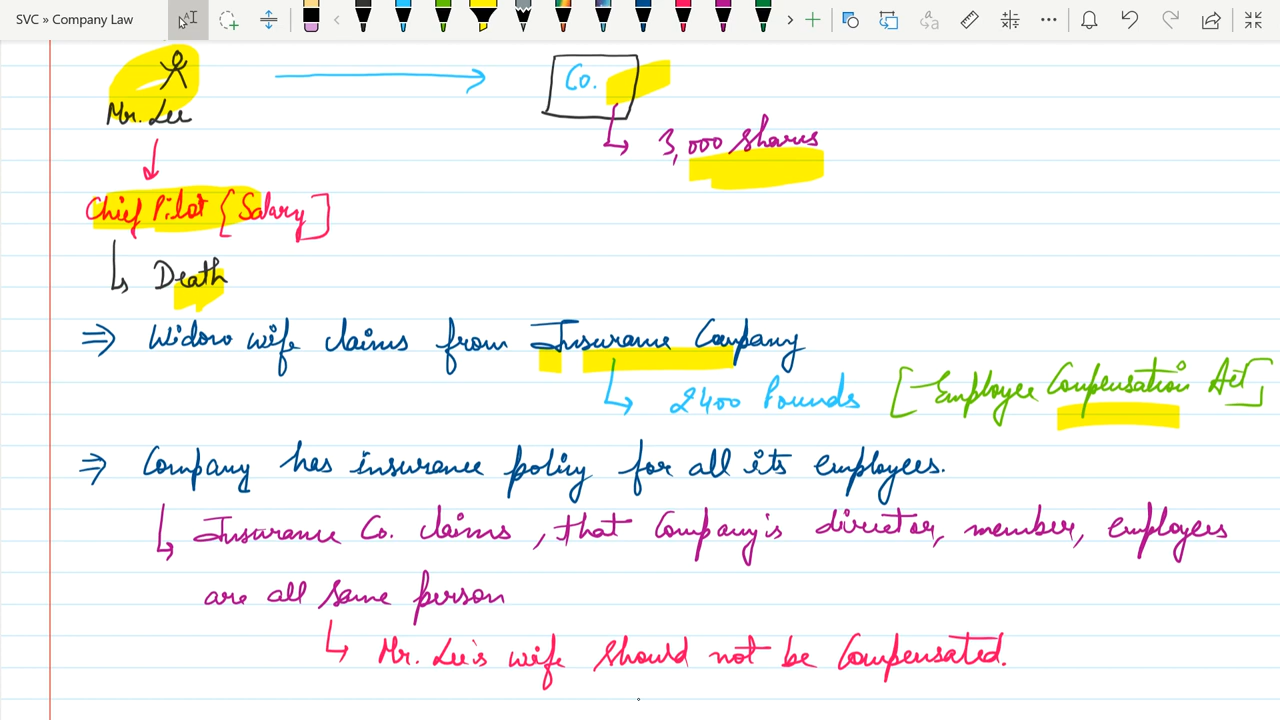 SVC » Company Law
Mr. Lee
Co.
3,000 shares
Chief Pilot [Salary]
Death
⇒ Widow wife claims from Insurance Company
2400 Pounds [Employee Compensation Act]
⇒ Company has insurance policy for all its employees.
Insurance Co. claims, that Company's director, member, employees
are all same person
Mr. Lee's wife should not be Compensated.